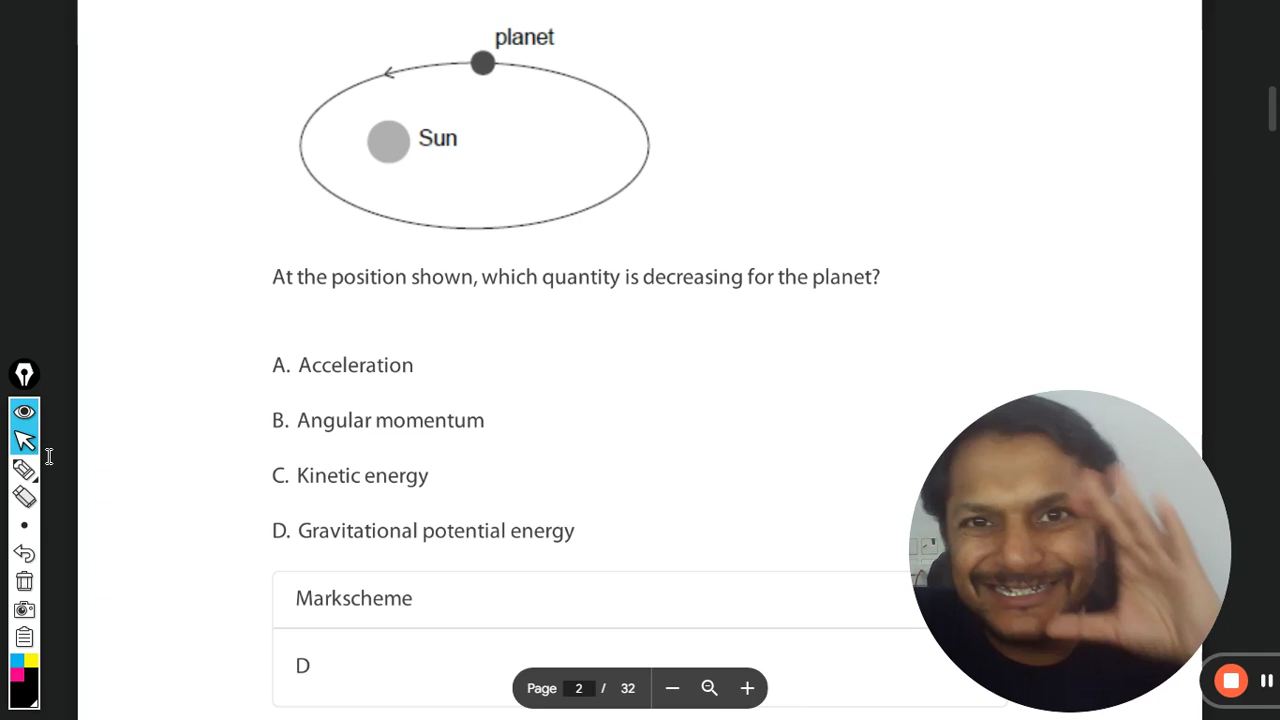 planet
Sun
At the position shown, which quantity is decreasing for the planet?
A. Acceleration
B. Angular momentum
C. Kinetic energy
D. Gravitational potential energy
Markscheme
D
Page 2 / 32